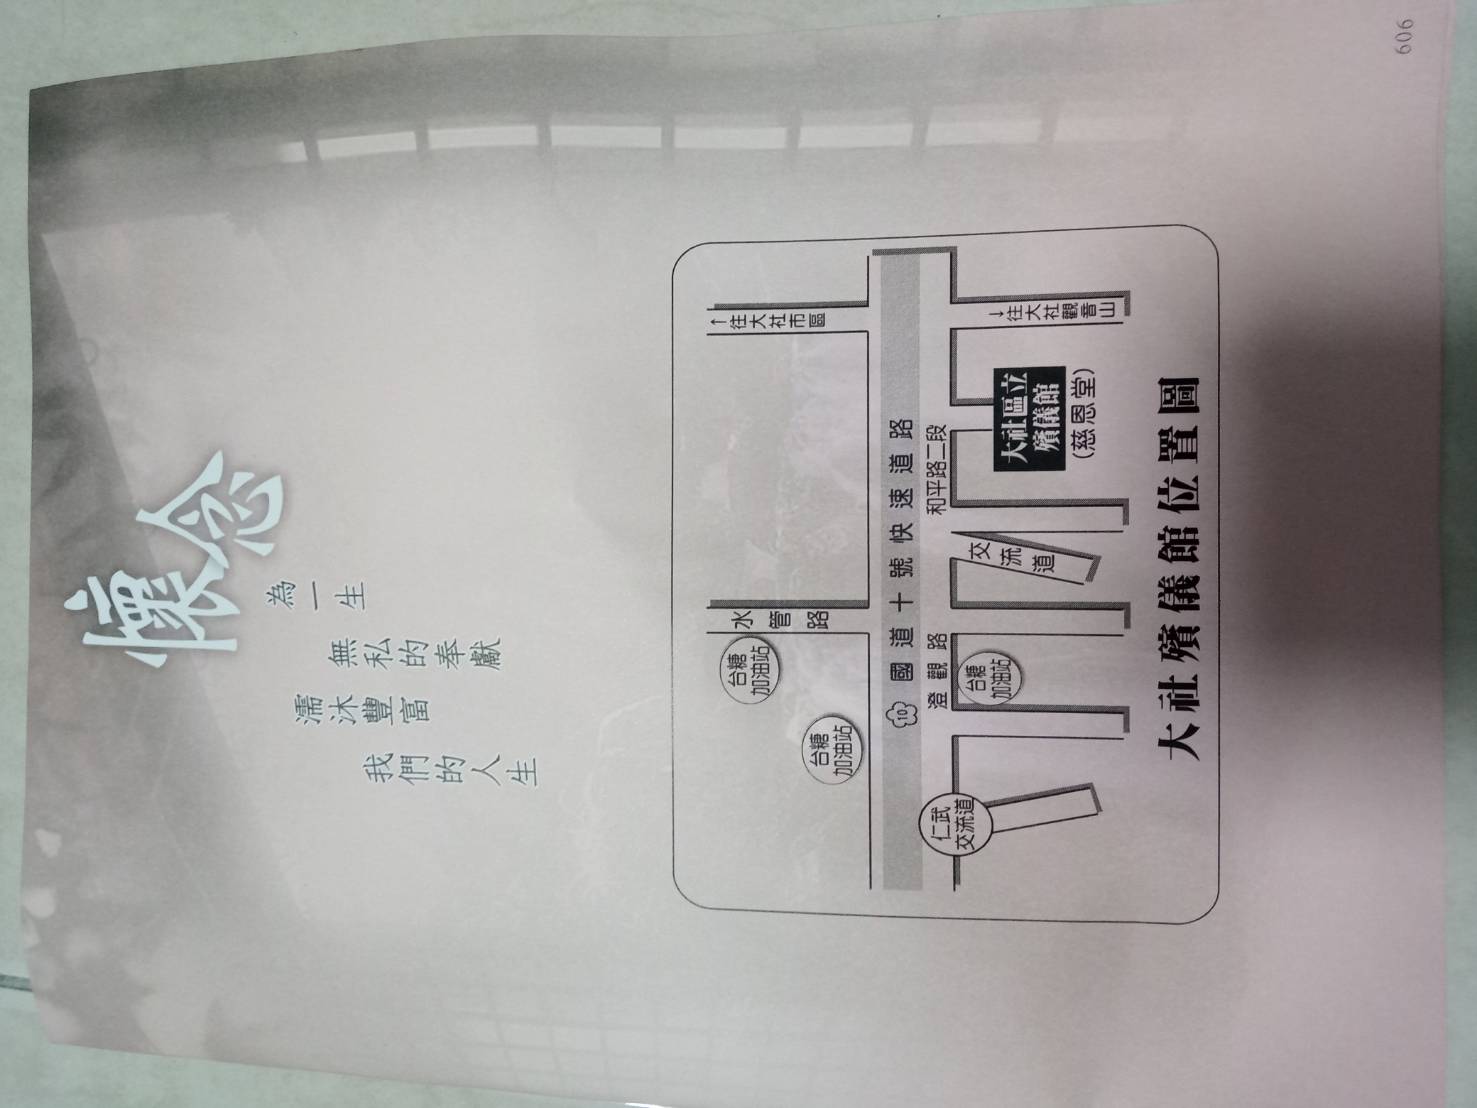 懷念
為一生
無私的奉獻
濡沐豐富
我們的人生
↑往大社市區
水管路
台糖
加油站
台糖
加油站
10 國道十號快速道路
澄觀路
和平路二段
仁武
交流道
台糖
加油站
交流道
大社區立
殯儀館
(慈恩堂)
↓往大社觀音山
大社殯儀館位置圖
606